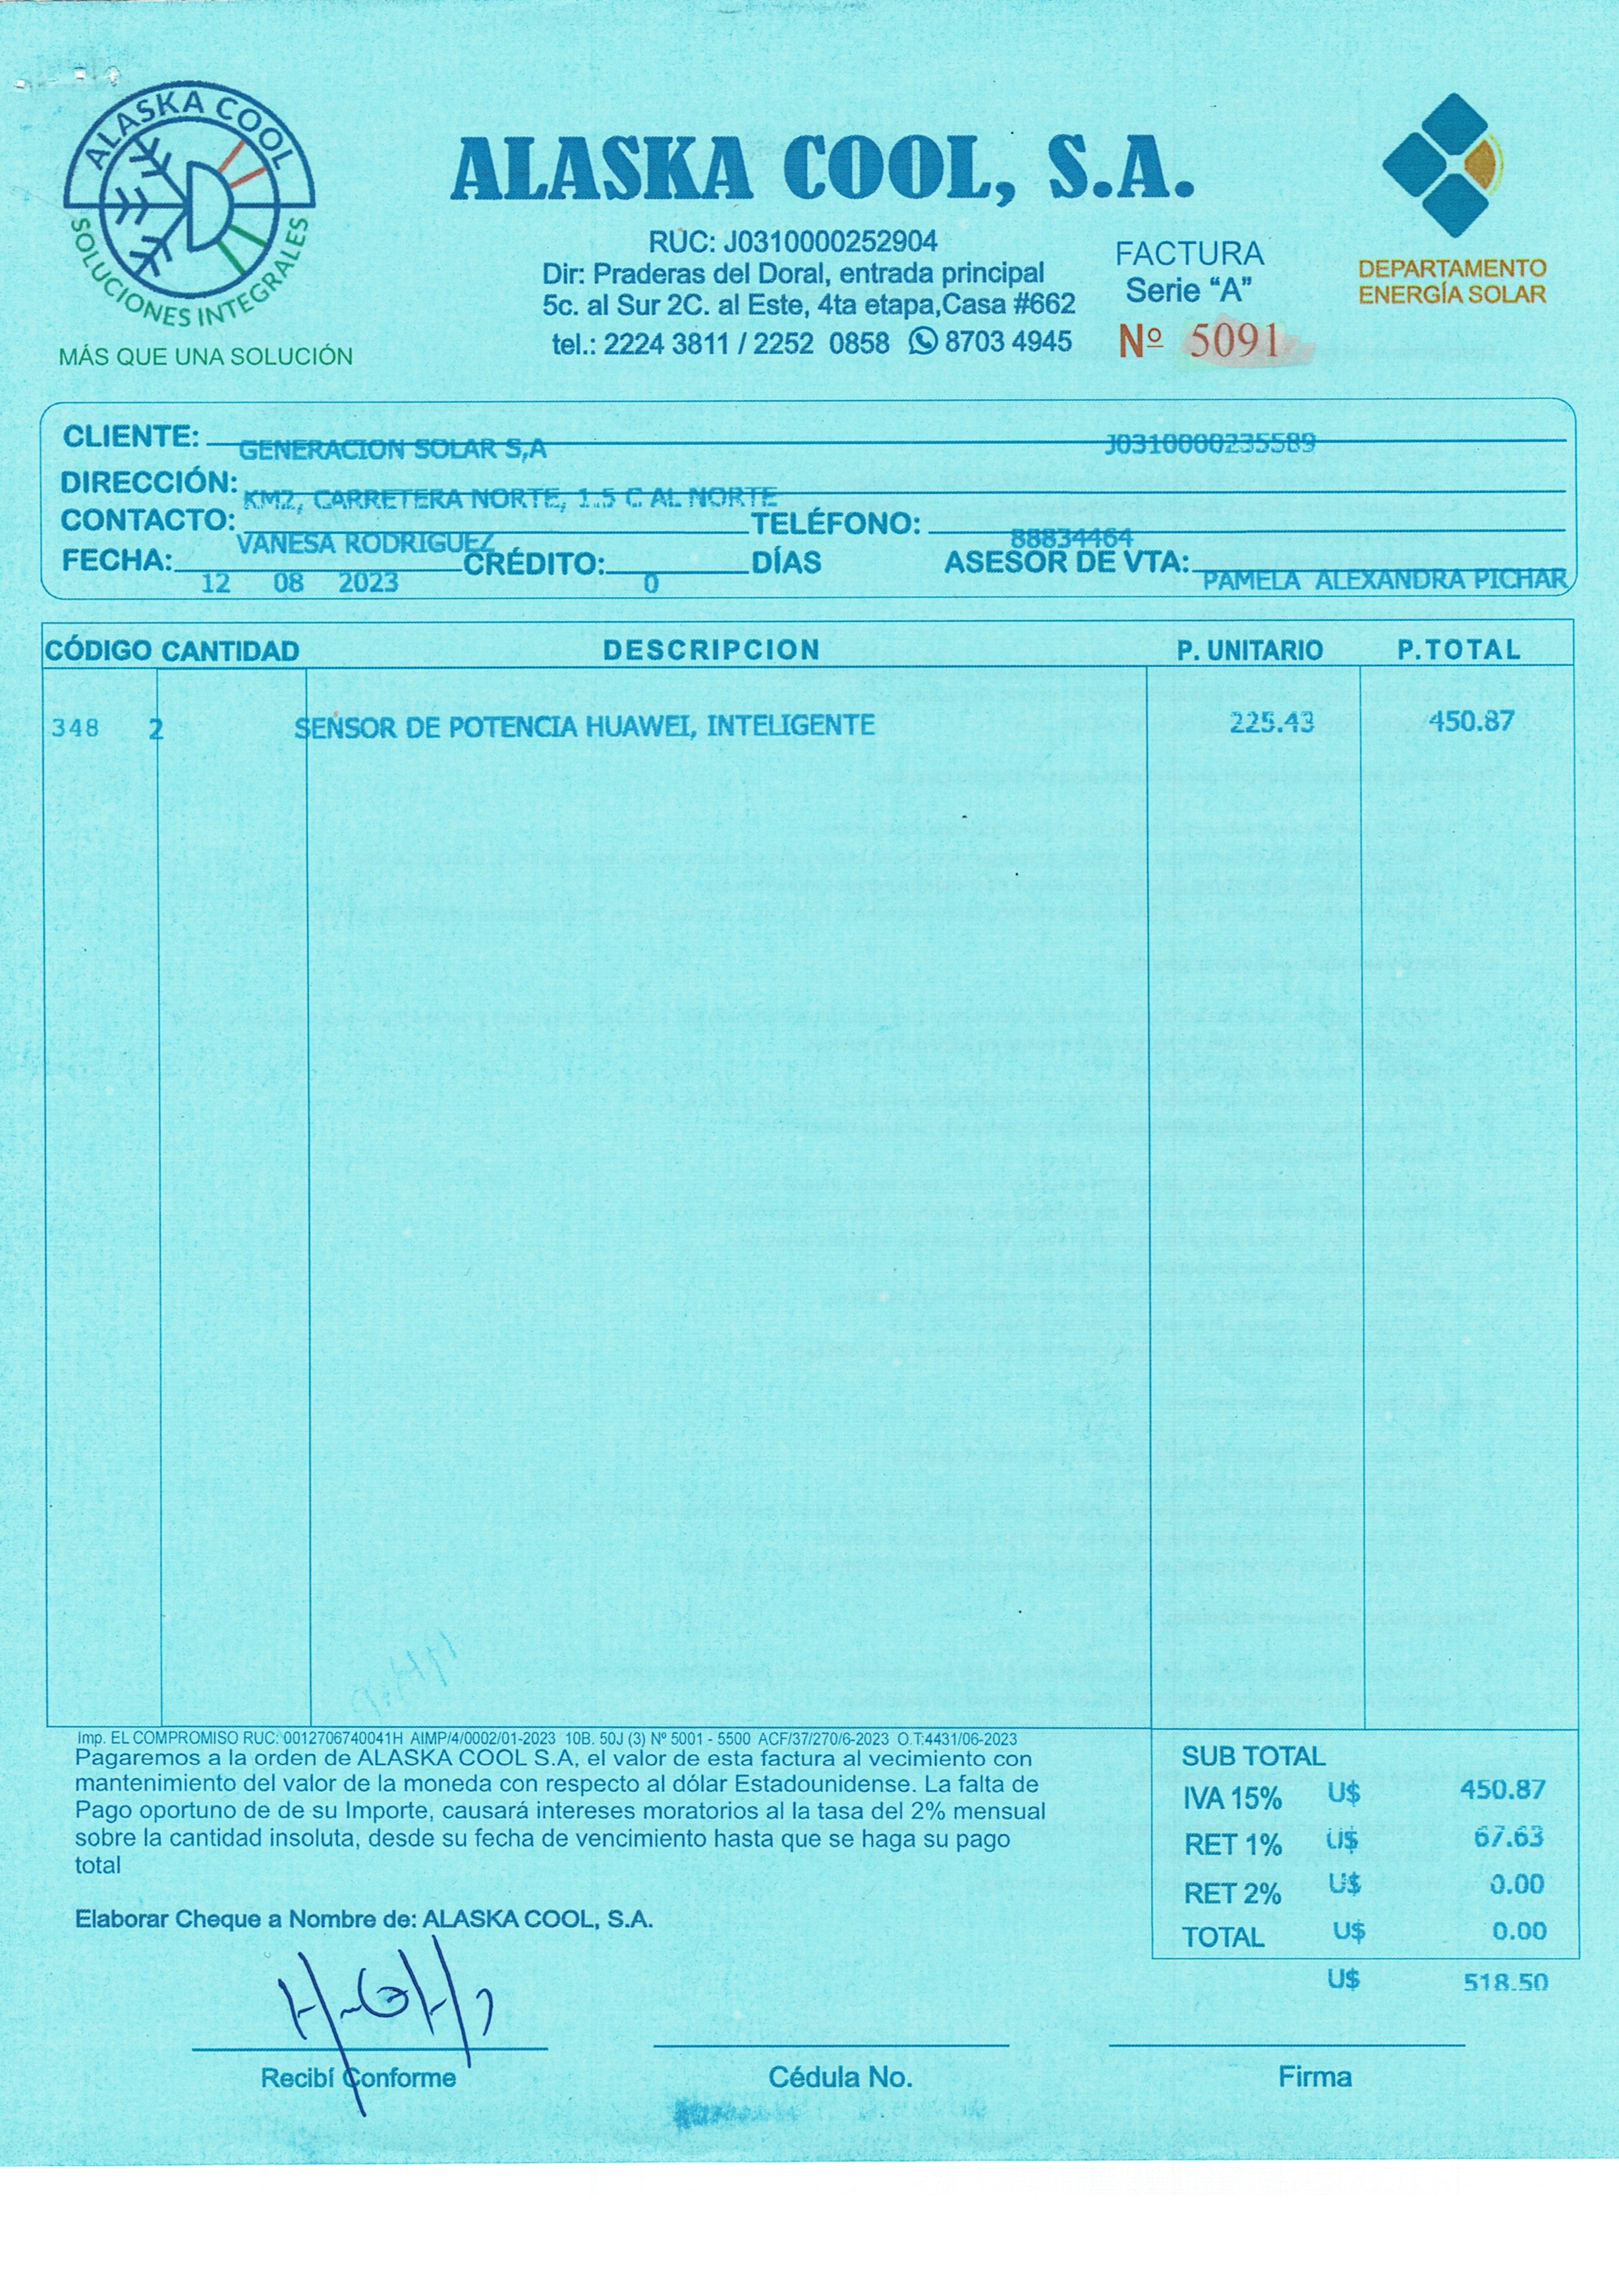 ALASKA COOL
SOLUCIONES INTEGRALES
MÁS QUE UNA SOLUCIÓN
ALASKA COOL, S.A.
RUC: J0310000252904
Dir: Praderas del Doral, entrada principal
5c. al Sur 2C. al Este, 4ta etapa,Casa #662
tel.: 2224 3811 / 2252 0858 8703 4945
FACTURA
Serie “A”
Nº 5091
DEPARTAMENTO
ENERGÍA SOLAR
CLIENTE: GENERACION SOLAR S,A J0310000235589
DIRECCIÓN: KM2, CARRETERA NORTE, 1.5 C AL NORTE
CONTACTO: VANESA RODRIGUEZ TELÉFONO: 88834464
FECHA: 12 08 2023 CRÉDITO: 0 DÍAS ASESOR DE VTA: PAMELA ALEXANDRA PICHAR
CÓDIGO CANTIDAD DESCRIPCION P. UNITARIO P.TOTAL
348 2 SENSOR DE POTENCIA HUAWEI, INTELIGENTE 225.43 450.87
Imp. EL COMPROMISO RUC: 0012706740041H AIMP/4/0002/01-2023 10B. 50J (3) Nº 5001 - 5500 ACF/37/270/6-2023 O.T:4431/06-2023
Pagaremos a la orden de ALASKA COOL S.A, el valor de esta factura al vecimiento con
mantenimiento del valor de la moneda con respecto al dólar Estadounidense. La falta de
Pago oportuno de de su Importe, causará intereses moratorios al la tasa del 2% mensual
sobre la cantidad insoluta, desde su fecha de vencimiento hasta que se haga su pago
total
Elaborar Cheque a Nombre de: ALASKA COOL, S.A.
SUB TOTAL
IVA 15% U$ 450.87
RET 1% U$ 67.63
RET 2% U$ 0.00
TOTAL U$ 0.00
U$ 518.50
Recibí Conforme
Cédula No.
Firma